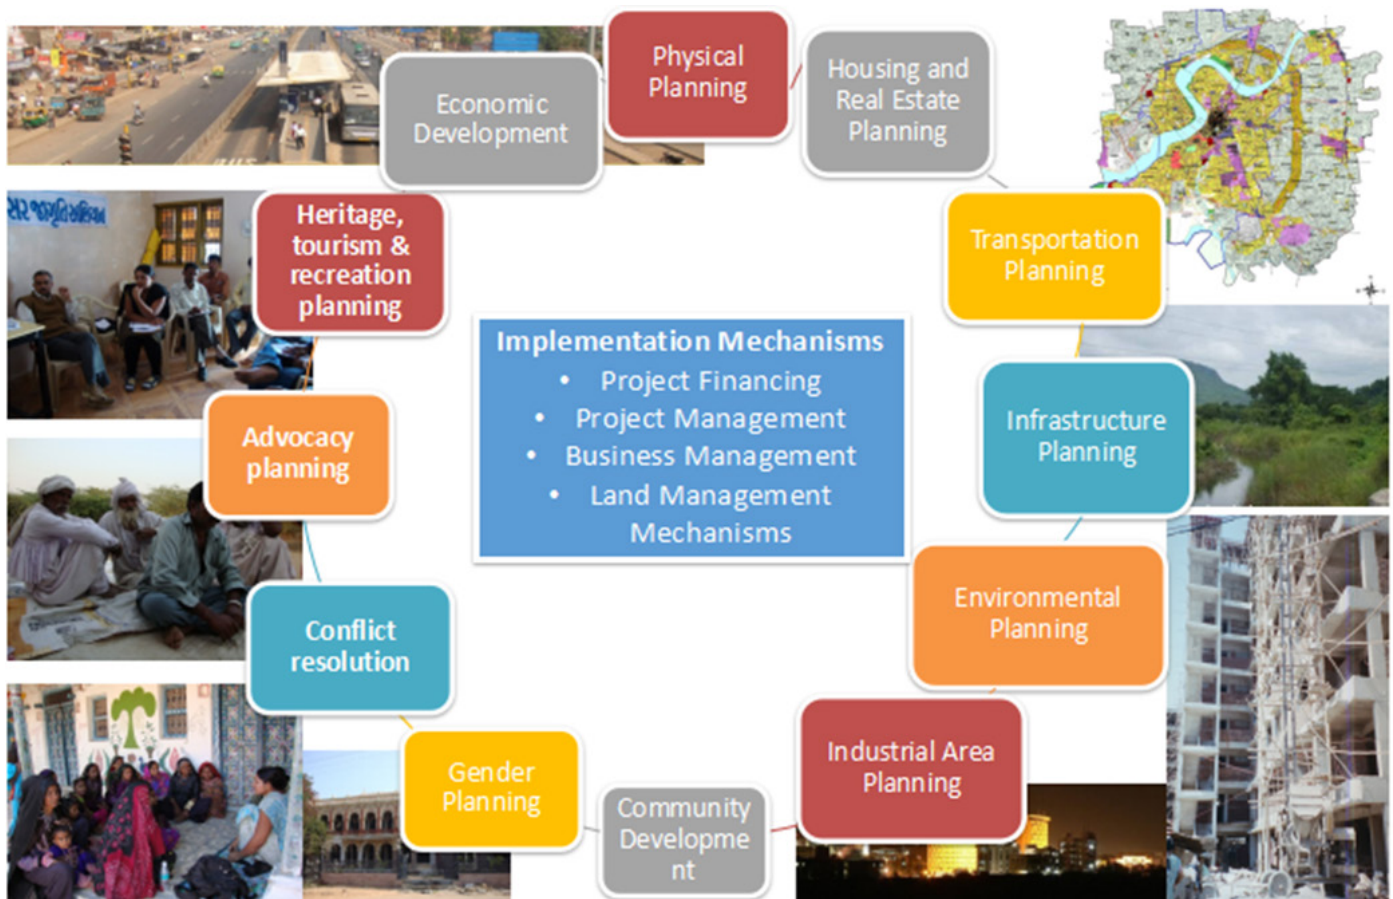 Physical
Planning
Housing and
Real Estate
Planning
Transportation
Planning
Infrastructure
Planning
Environmental
Planning
Industrial Area
Planning
Community
Developme
nt
Gender
Planning
Conflict
resolution
Advocacy
planning
Heritage,
tourism &
recreation
planning
Economic
Development
Implementation Mechanisms
• Project Financing
• Project Management
• Business Management
• Land Management
Mechanisms